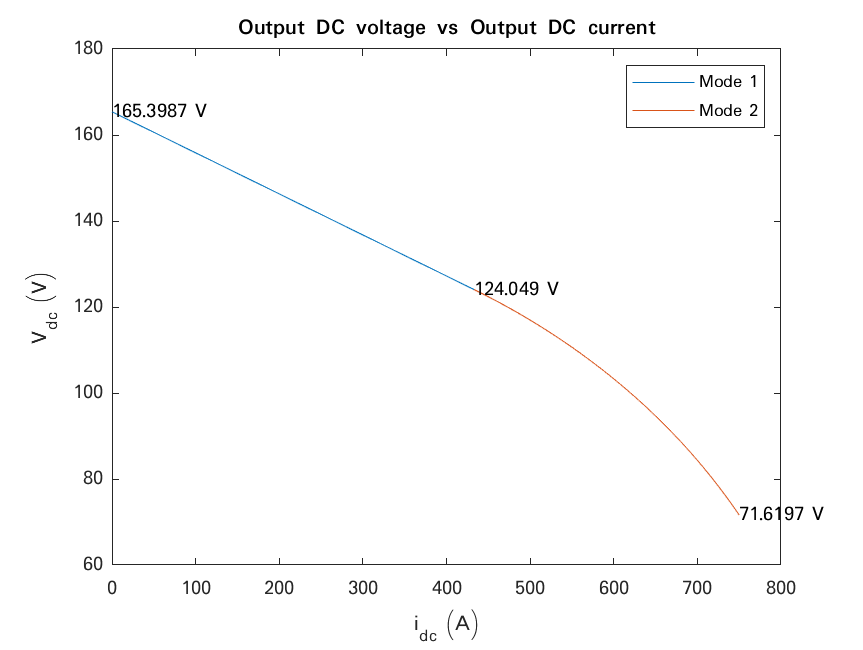 Output DC voltage vs Output DC current
180
160
140
120
100
80
60
V_dc (V)
165.3987 V
124.049 V
71.6197 V
Mode 1
Mode 2
0 100 200 300 400 500 600 700 800
i_dc (A)